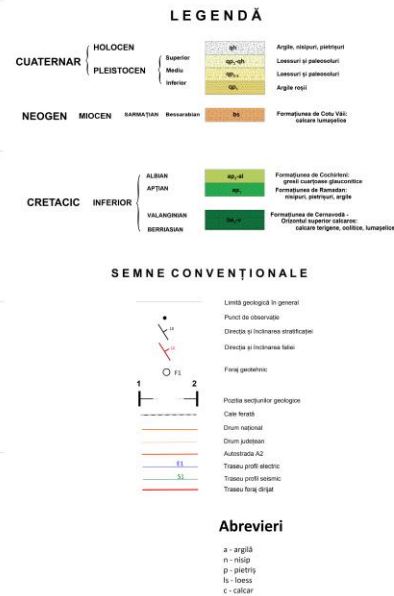 LEGENDĂ
CUATERNAR
HOLOCEN
PLEISTOCEN
Superior
Mediu
Inferior
qh
Argile, nisipuri, pietrișuri
Loessuri și paleosoluri
Loessuri și paleosoluri
Argile roșii
NEOGEN MIOCEN SARMAȚIAN Bessarabian
bs
Formațiunea de Cotu Văii:
calcare lumașelice
CRETACIC INFERIOR
ALBIAN
APȚIAN
VALANGINIAN
BERRIASIAN
Formațiunea de Cochirleni:
gresii cuarțoase glauconitice
Formațiunea de Ramadan:
nisipuri, pietrișuri, argile
Formațiunea de Cernavodă -
Orizontul superior calcaros:
calcare terigene, oolitice, lumașelice
SEMNE CONVENȚIONALE
Limită geologică în general
Punct de observație
Direcția și înclinarea stratificației
Direcția și înclinarea faliei
F1 Foraj geotehnic
1 2
Poziția secțiunilor geologice
Cale ferată
Drum național
Drum județean
Autostrada A2
E1 Traseu profil electric
S1 Traseu profil seismic
Traseu foraj dirijat
Abrevieri
a - argilă
n - nisip
p - pietriș
ls - loess
c - calcar